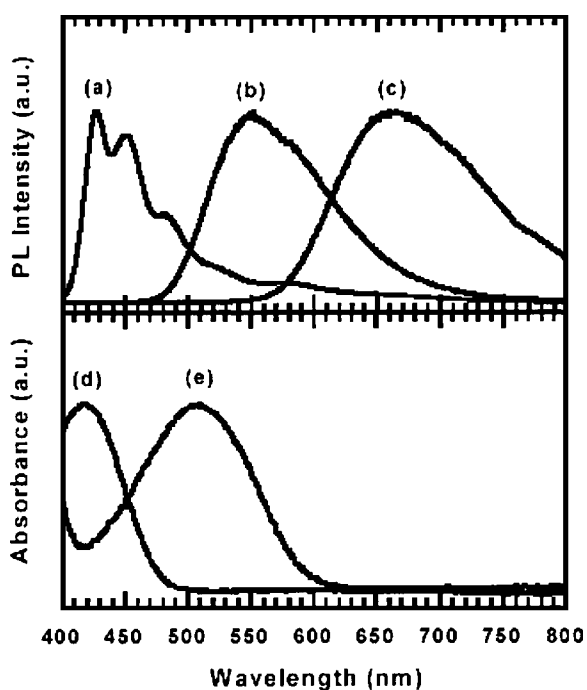 (a) (b) (c)
PL Intensity (a.u.)
(d) (e)
Absorbance (a.u.)
400 450 500 550 600 650 700 750 800
Wavelength (nm)